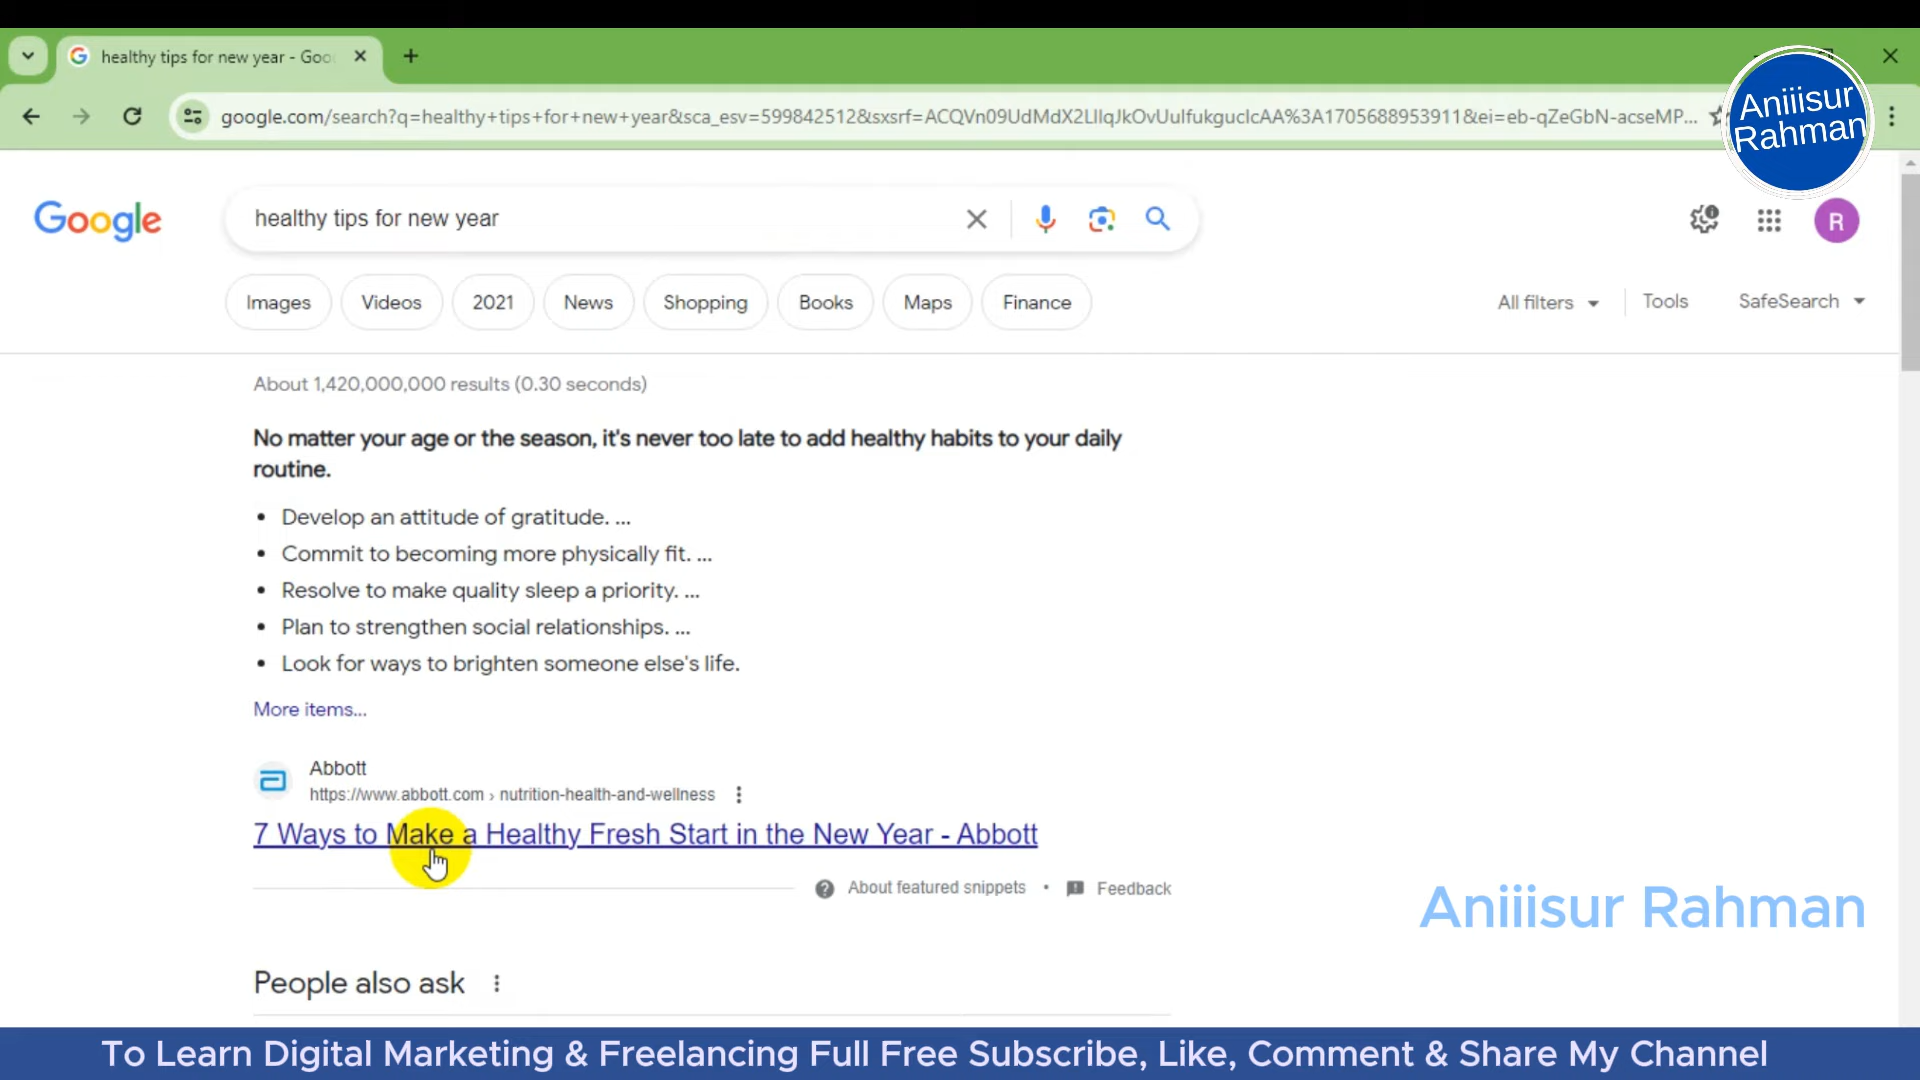 healthy tips for new year - Goo
google.com/search?q=healthy+tips+for+new+year&sca_esv=599842512&sxsrf=ACQVn09UdMdX2LlIqJkOvUulfukguclcAA%3A1705688953911&ei=eb-qZeGbN-acseMP...
Aniiisur
Rahman
Google
healthy tips for new year
R
Images
Videos
2021
News
Shopping
Books
Maps
Finance
All filters
Tools
SafeSearch
About 1,420,000,000 results (0.30 seconds)
No matter your age or the season, it's never too late to add healthy habits to your daily
routine.
• Develop an attitude of gratitude. ...
• Commit to becoming more physically fit. ...
• Resolve to make quality sleep a priority. ...
• Plan to strengthen social relationships. ...
• Look for ways to brighten someone else's life.
More items...
Abbott
https://www.abbott.com › nutrition-health-and-wellness
7 Ways to Make a Healthy Fresh Start in the New Year - Abbott
About featured snippets • Feedback
Aniiisur Rahman
People also ask
To Learn Digital Marketing & Freelancing Full Free Subscribe, Like, Comment & Share My Channel